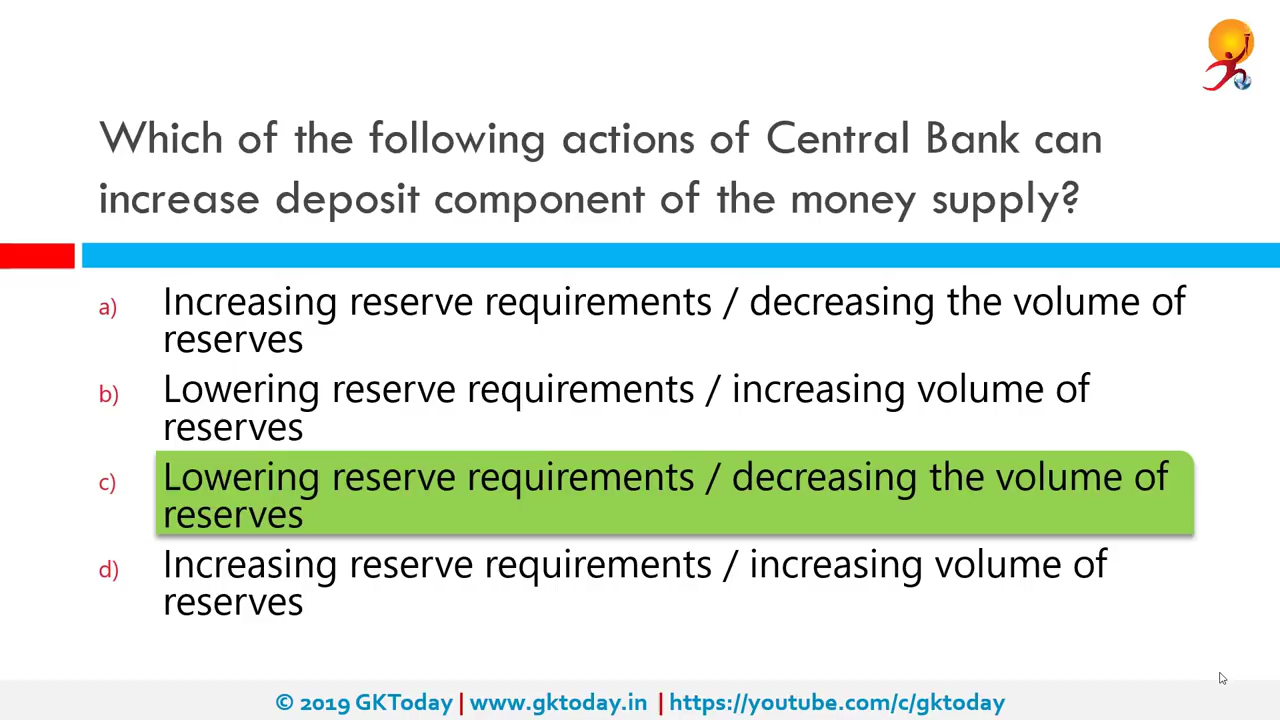 Which of the following actions of Central Bank can
increase deposit component of the money supply?
a) Increasing reserve requirements / decreasing the volume of
reserves
b) Lowering reserve requirements / increasing volume of
reserves
c) Lowering reserve requirements / decreasing the volume of
reserves
d) Increasing reserve requirements / increasing volume of
reserves
© 2019 GKToday | www.gktoday.in | https://youtube.com/c/gktoday